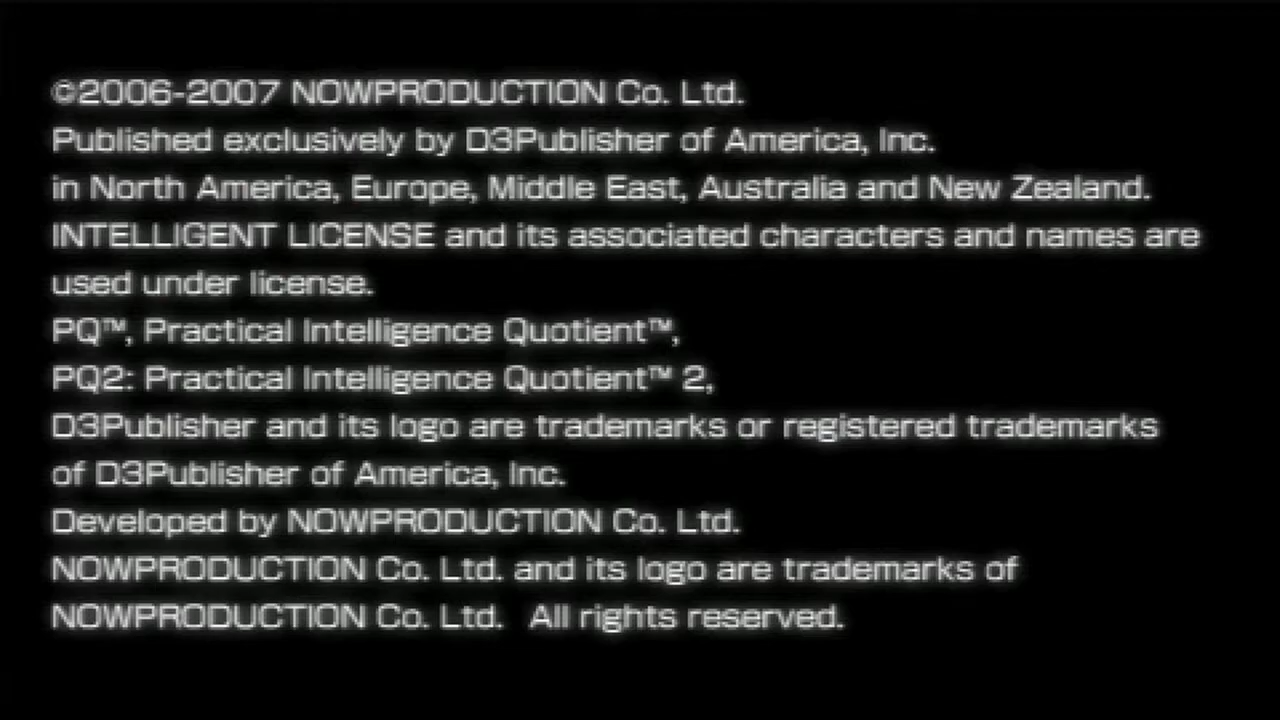 ©2006-2007 NOWPRODUCTION Co. Ltd.
Published exclusively by D3Publisher of America, Inc.
in North America, Europe, Middle East, Australia and New Zealand.
INTELLIGENT LICENSE and its associated characters and names are
used under license.
PQ™, Practical Intelligence Quotient™,
PQ2: Practical Intelligence Quotient™ 2,
D3Publisher and its logo are trademarks or registered trademarks
of D3Publisher of America, Inc.
Developed by NOWPRODUCTION Co. Ltd.
NOWPRODUCTION Co. Ltd. and its logo are trademarks of
NOWPRODUCTION Co. Ltd.  All rights reserved.